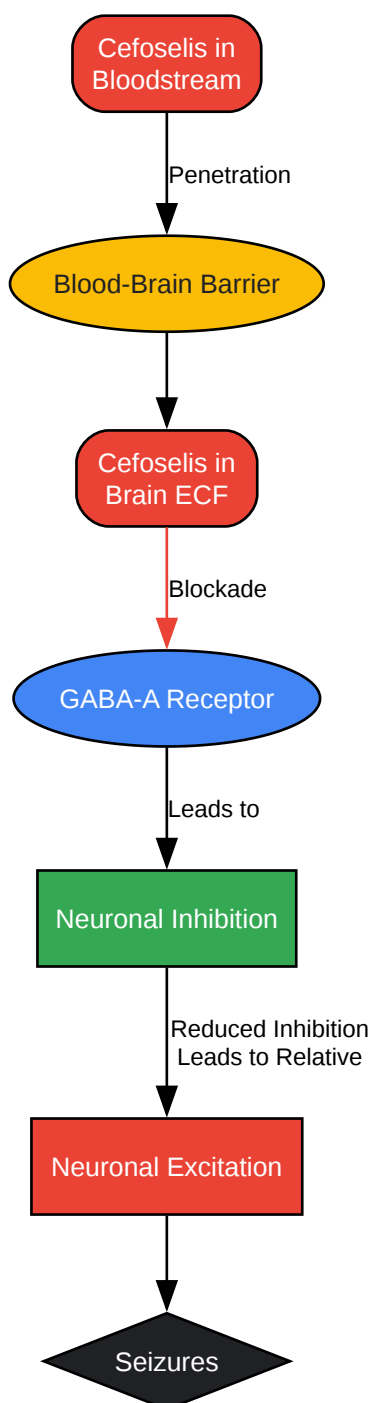 Cefoselis in
Bloodstream
Penetration
Blood-Brain Barrier
Cefoselis in
Brain ECF
Blockade
GABA-A Receptor
Leads to
Neuronal Inhibition
Reduced Inhibition
Leads to Relative
Neuronal Excitation
Seizures